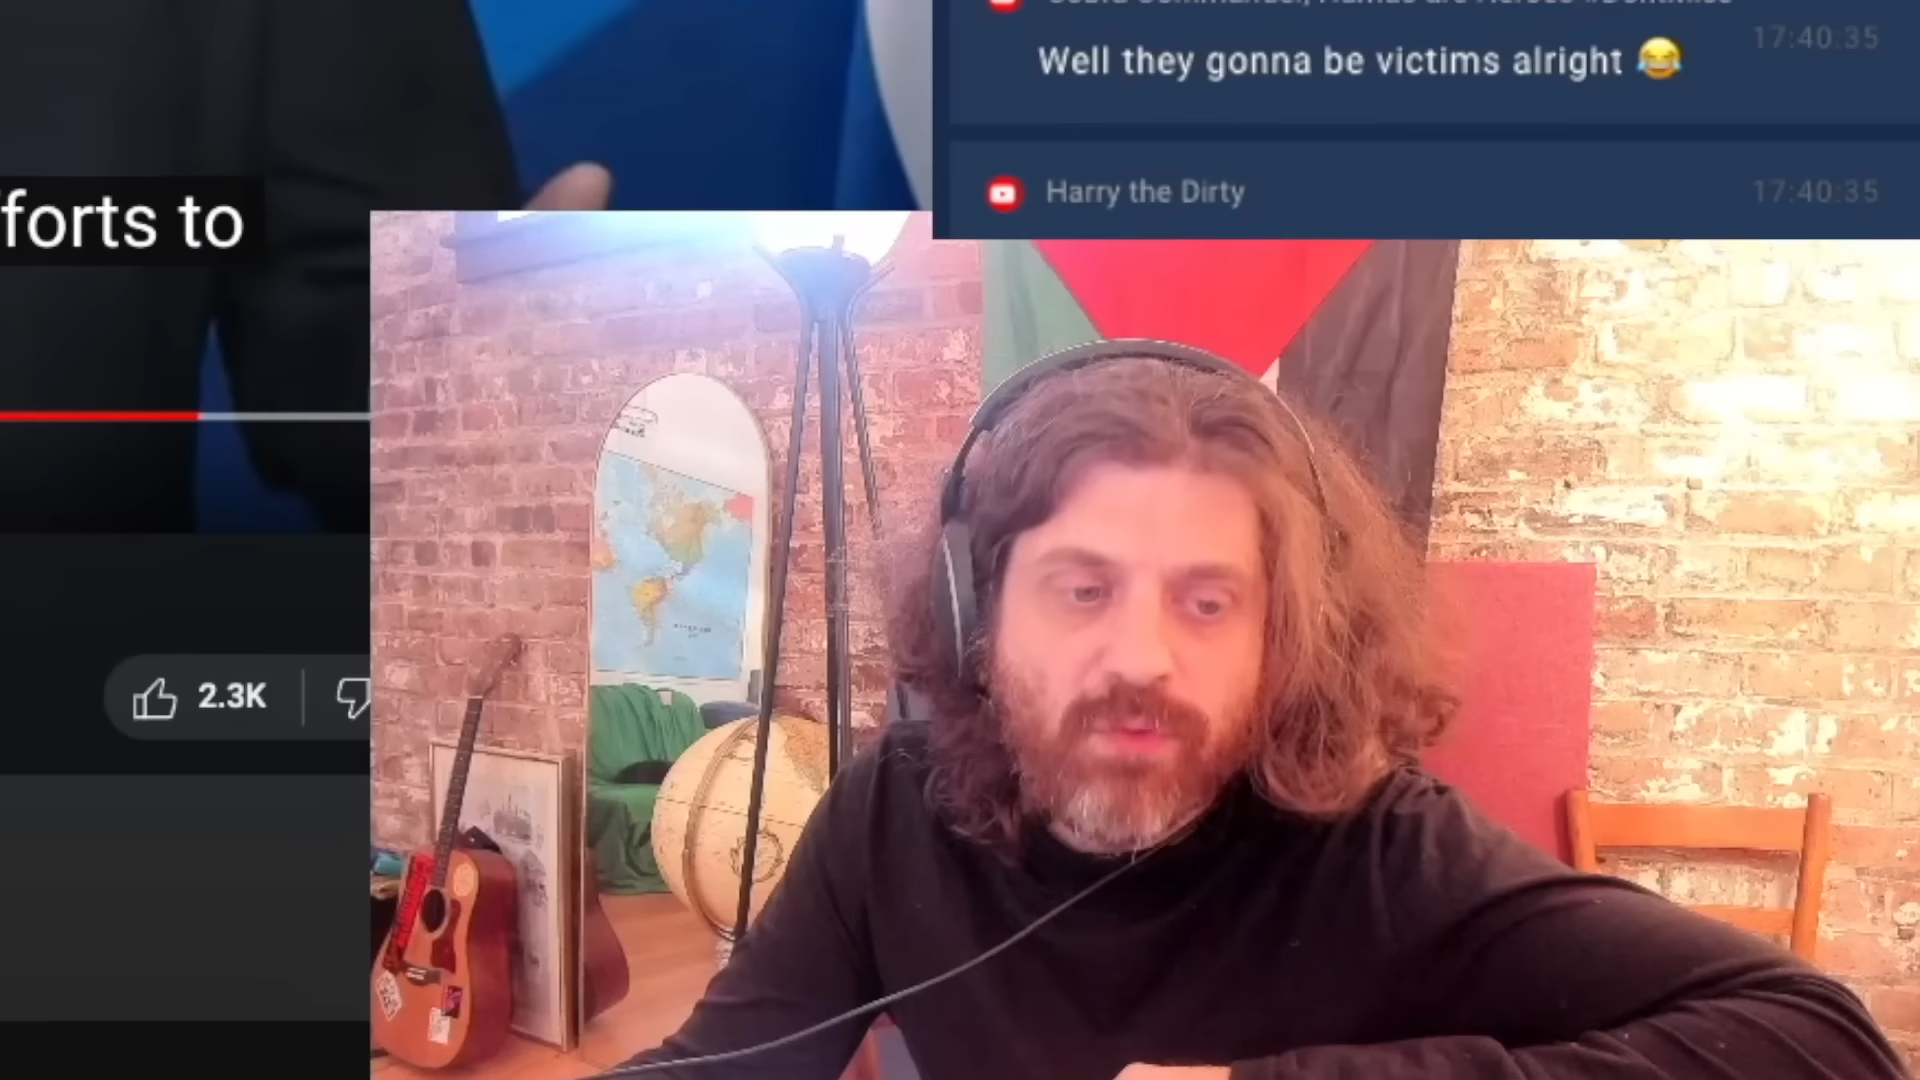 Well they gonna be victims alright 😂
17:40:35
Harry the Dirty
17:40:35
forts to
2.3K